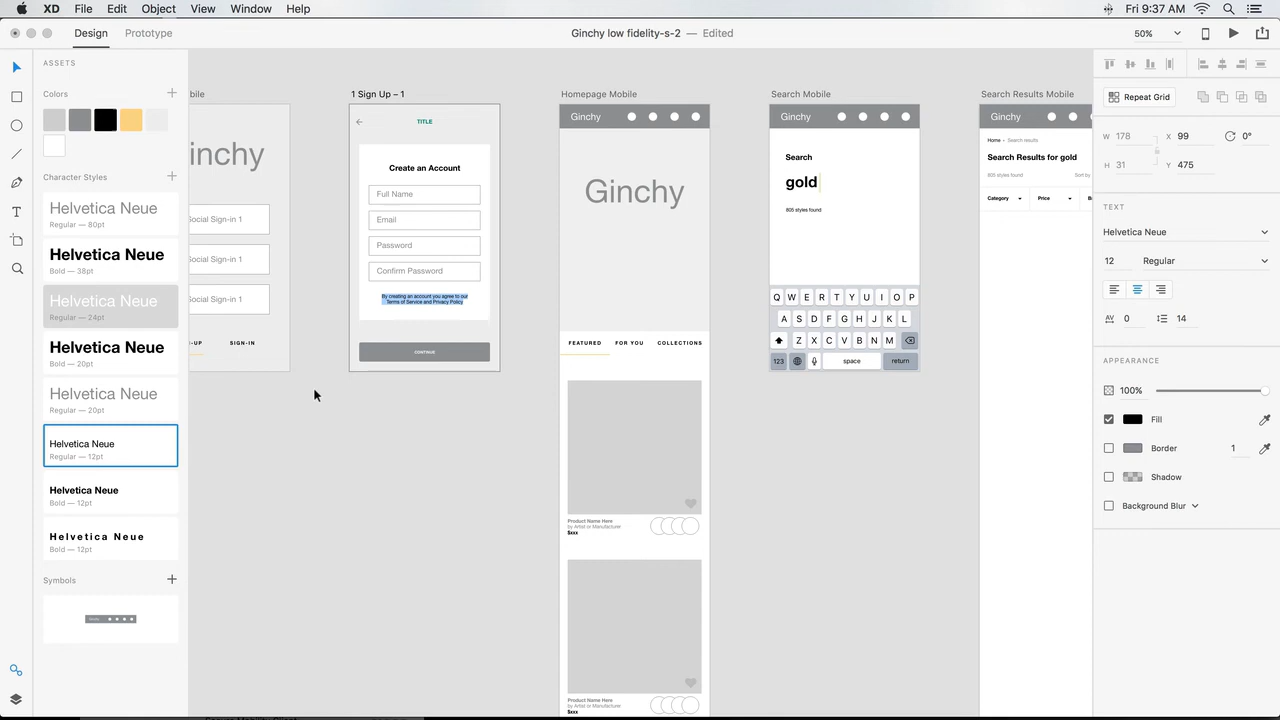 XD File Edit Object View Window Help
Fri 9:37 AM
Design Prototype
Ginchy low fidelity-s-2 — Edited
50%
ASSETS
Colors
Character Styles
Helvetica Neue
Regular — 80pt
Helvetica Neue
Bold — 38pt
Helvetica Neue
Regular — 24pt
Helvetica Neue
Bold — 20pt
Helvetica Neue
Regular — 20pt
Helvetica Neue
Regular — 12pt
Helvetica Neue
Bold — 12pt
Helvetica Neue
Bold — 12pt
Symbols
bile
inchy
Social Sign-in 1
Social Sign-in 1
Social Sign-in 1
-UP SIGN-IN
1 Sign Up – 1
TITLE
Create an Account
Full Name
Email
Password
Confirm Password
By creating an account you agree to our
Terms of Service and Privacy Policy
CONTINUE
Homepage Mobile
Ginchy
Ginchy
FEATURED FOR YOU COLLECTIONS
Product Name Here
by Artist or Manufacturer
$xxx
Product Name Here
by Artist or Manufacturer
$xxx
Search Mobile
Ginchy
Search
gold
805 styles found
Q W E R T Y U I O P
A S D F G H J K L
Z X C V B N M
123 space return
Search Results Mobile
Ginchy
Home Search results
Search Results for gold
805 styles found Sort by
Category Price B
Repeat Grid
W 178 X 99 0°
H 31 Y 475
TEXT
Helvetica Neue
12 Regular
AV 0 14
APPEARANCE
100%
Fill
Border 1
Shadow
Background Blur